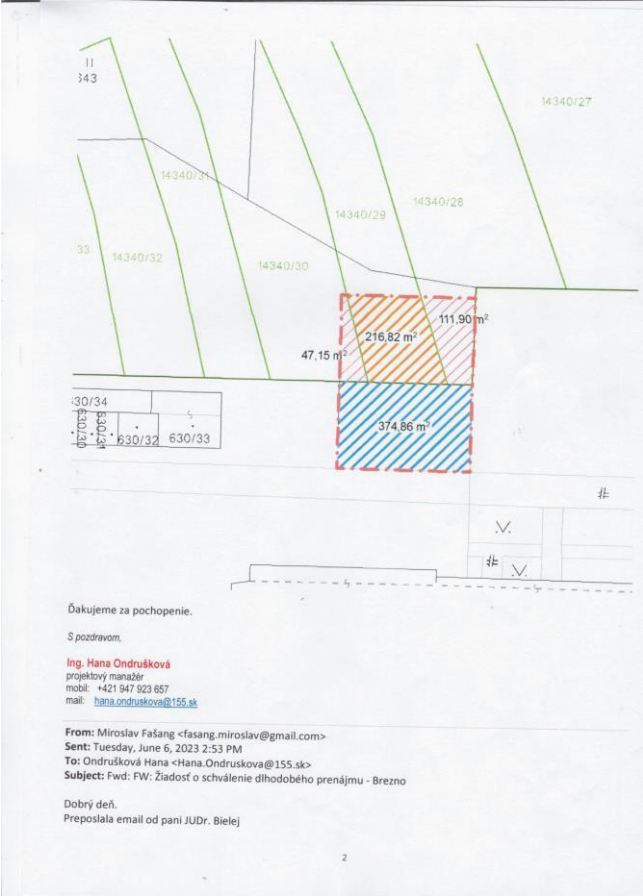 II
343
14340/27
14340/31
14340/28
14340/29
33
14340/32
14340/30
111,90 m²
216,82 m²
47,15 m²
630/34
630/30
630/31
630/32
630/33
374,86 m²
Ďakujeme za pochopenie.
S pozdravom,
Ing. Hana Ondrušková
projektový manažér
mobil: +421 947 923 657
mail: hana.ondruskova@155.sk
From: Miroslav Fašang <fasang.miroslav@gmail.com>
Sent: Tuesday, June 6, 2023 2:53 PM
To: Ondrušková Hana <Hana.Ondruskova@155.sk>
Subject: Fwd: FW: Žiadosť o schválenie dlhodobého prenájmu - Brezno
Dobrý deň.
Preposlala email od pani JUDr. Bielej
2